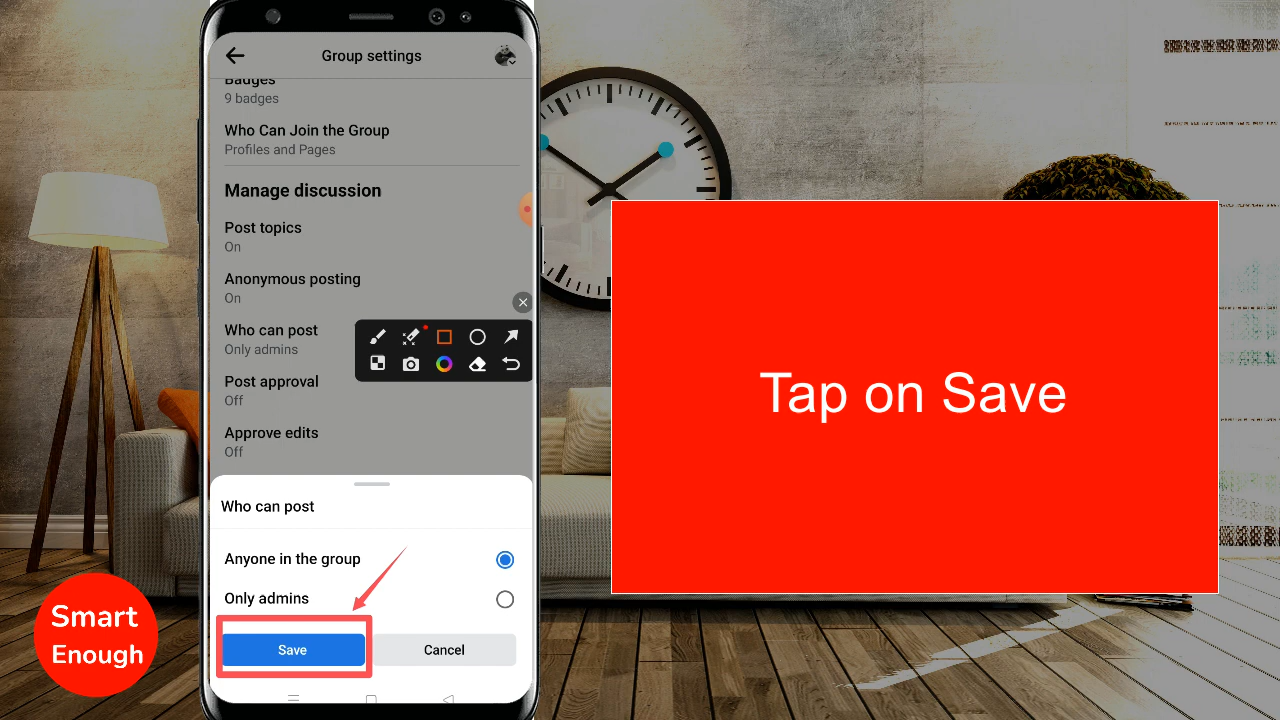 Group settings
Badges
9 badges
Who Can Join the Group
Profiles and Pages
Manage discussion
Post topics
On
Anonymous posting
On
Who can post
Only admins
Post approval
Off
Approve edits
Off
Who can post
Anyone in the group
Only admins
Save
Cancel
Tap on Save
Smart
Enough